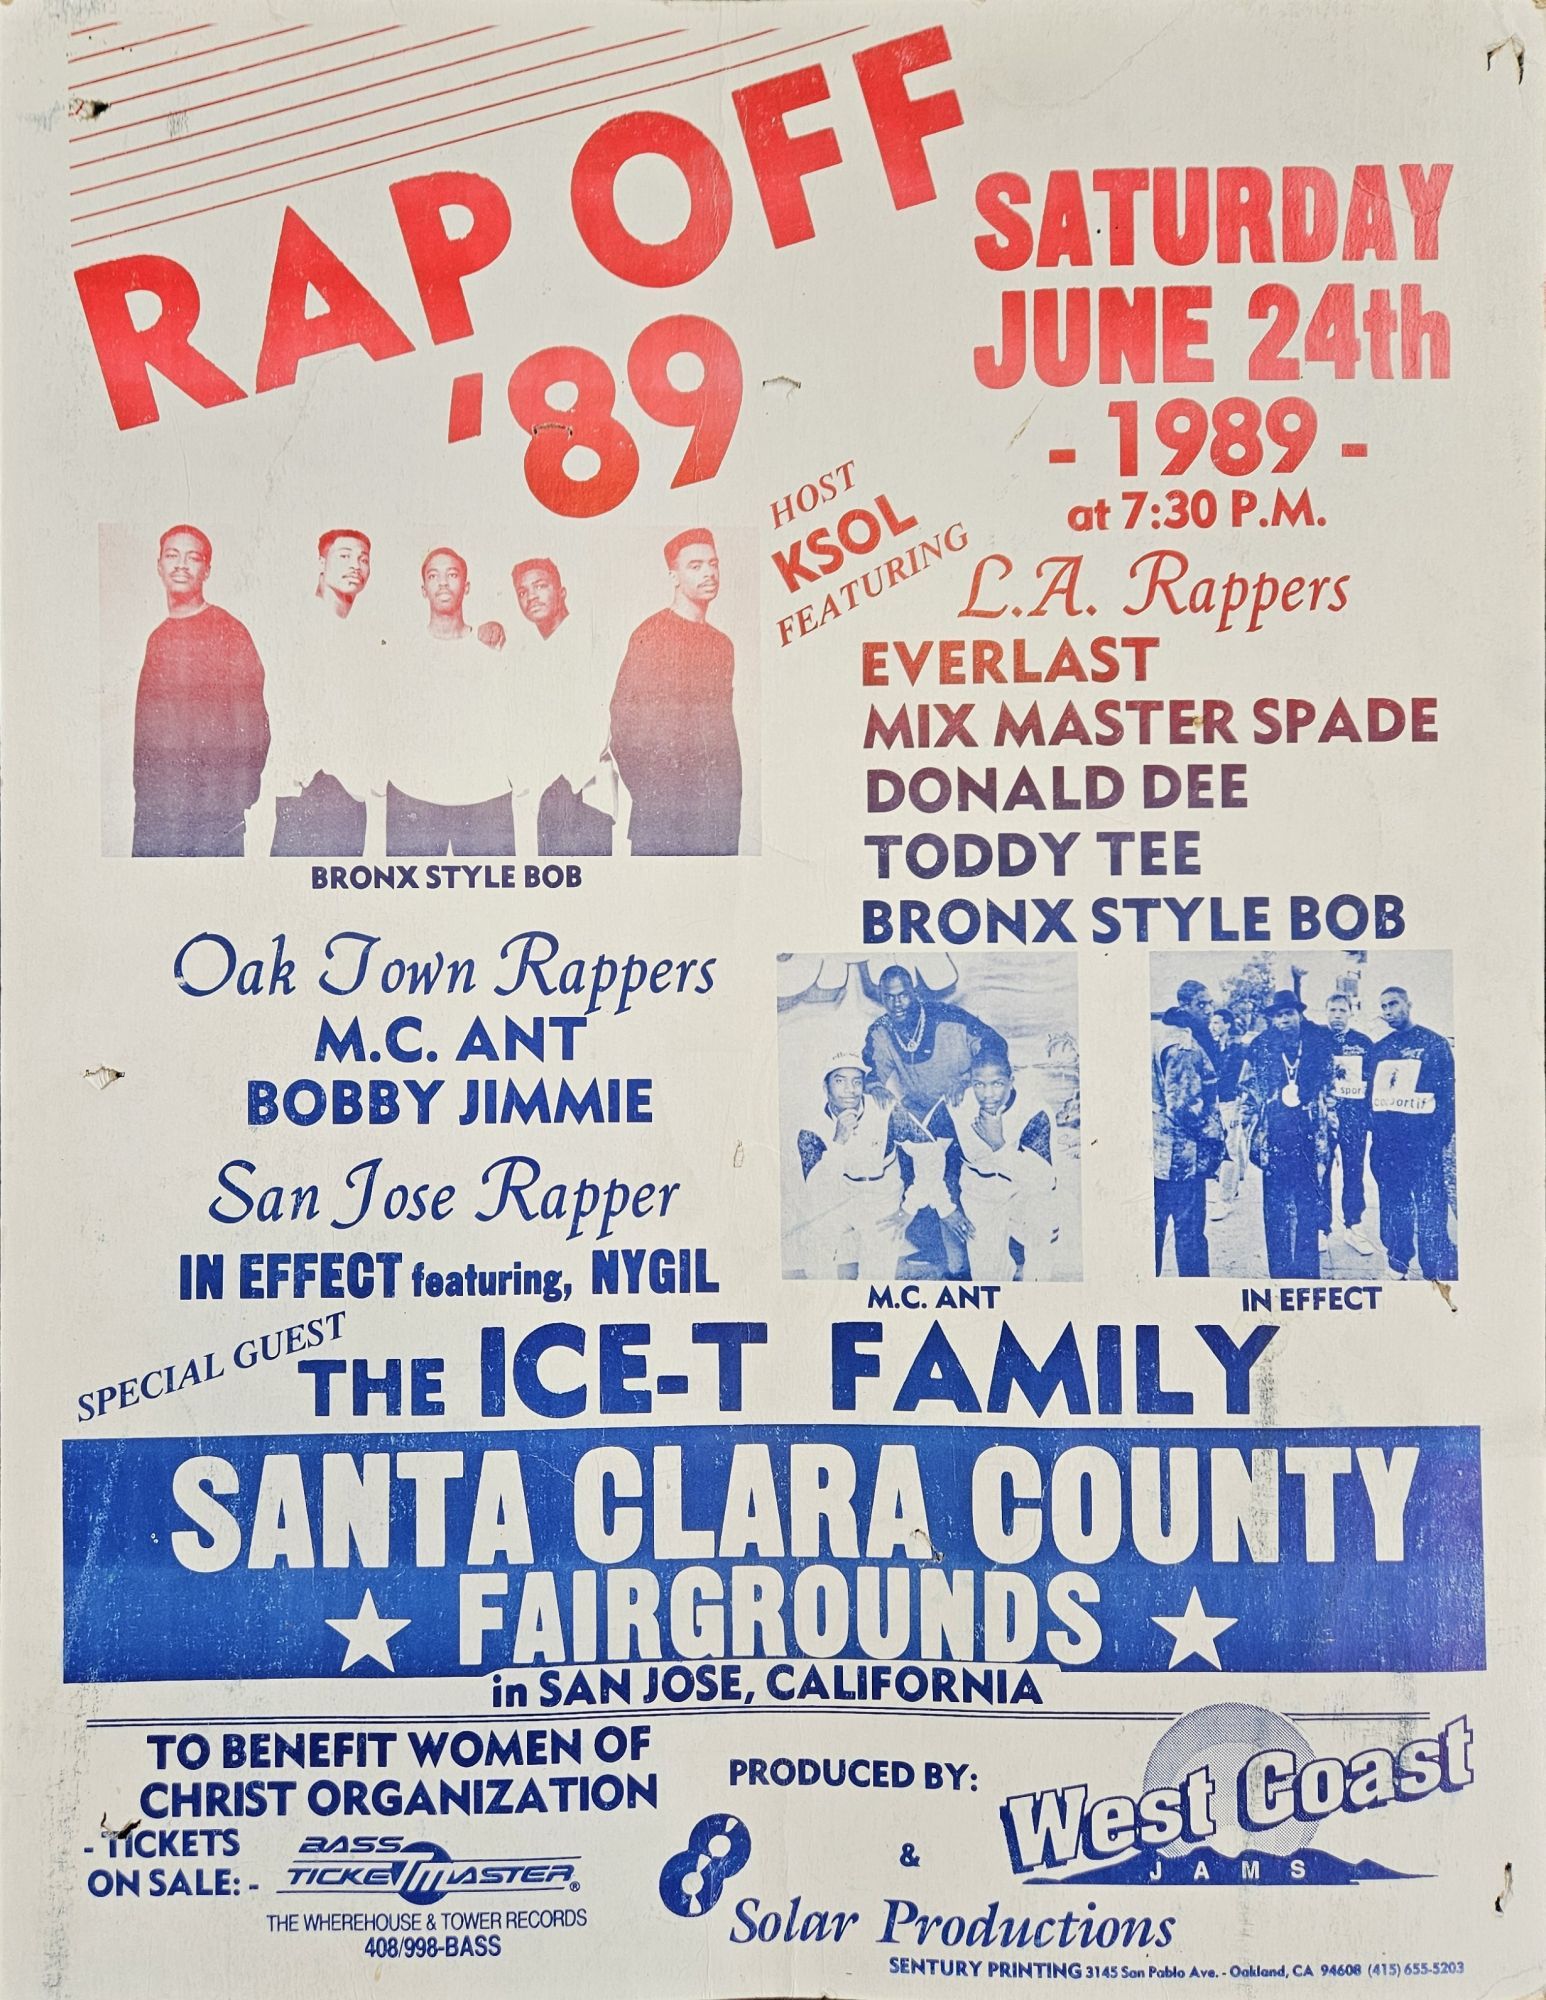 RAP OFF
'89
SATURDAY
JUNE 24th
- 1989 -
at 7:30 P.M.
HOST
KSOL
FEATURING
L.A. Rappers
EVERLAST
MIX MASTER SPADE
DONALD DEE
TODDY TEE
BRONX STYLE BOB
BRONX STYLE BOB
Oak Town Rappers
M.C. ANT
BOBBY JIMMIE
San Jose Rapper
IN EFFECT featuring, NYGIL
M.C. ANT
IN EFFECT
SPECIAL GUEST
THE ICE-T FAMILY
SANTA CLARA COUNTY
FAIRGROUNDS
in SAN JOSE, CALIFORNIA
TO BENEFIT WOMEN OF
CHRIST ORGANIZATION
- TICKETS
ON SALE: -
BASS
TICKETMASTER®
THE WHEREHOUSE & TOWER RECORDS
408/998-BASS
PRODUCED BY:
West Coast
JAMS
&
8
Solar Productions
SENTURY PRINTING 3145 San Pablo Ave. - Oakland, CA 94608 (415) 655-5203